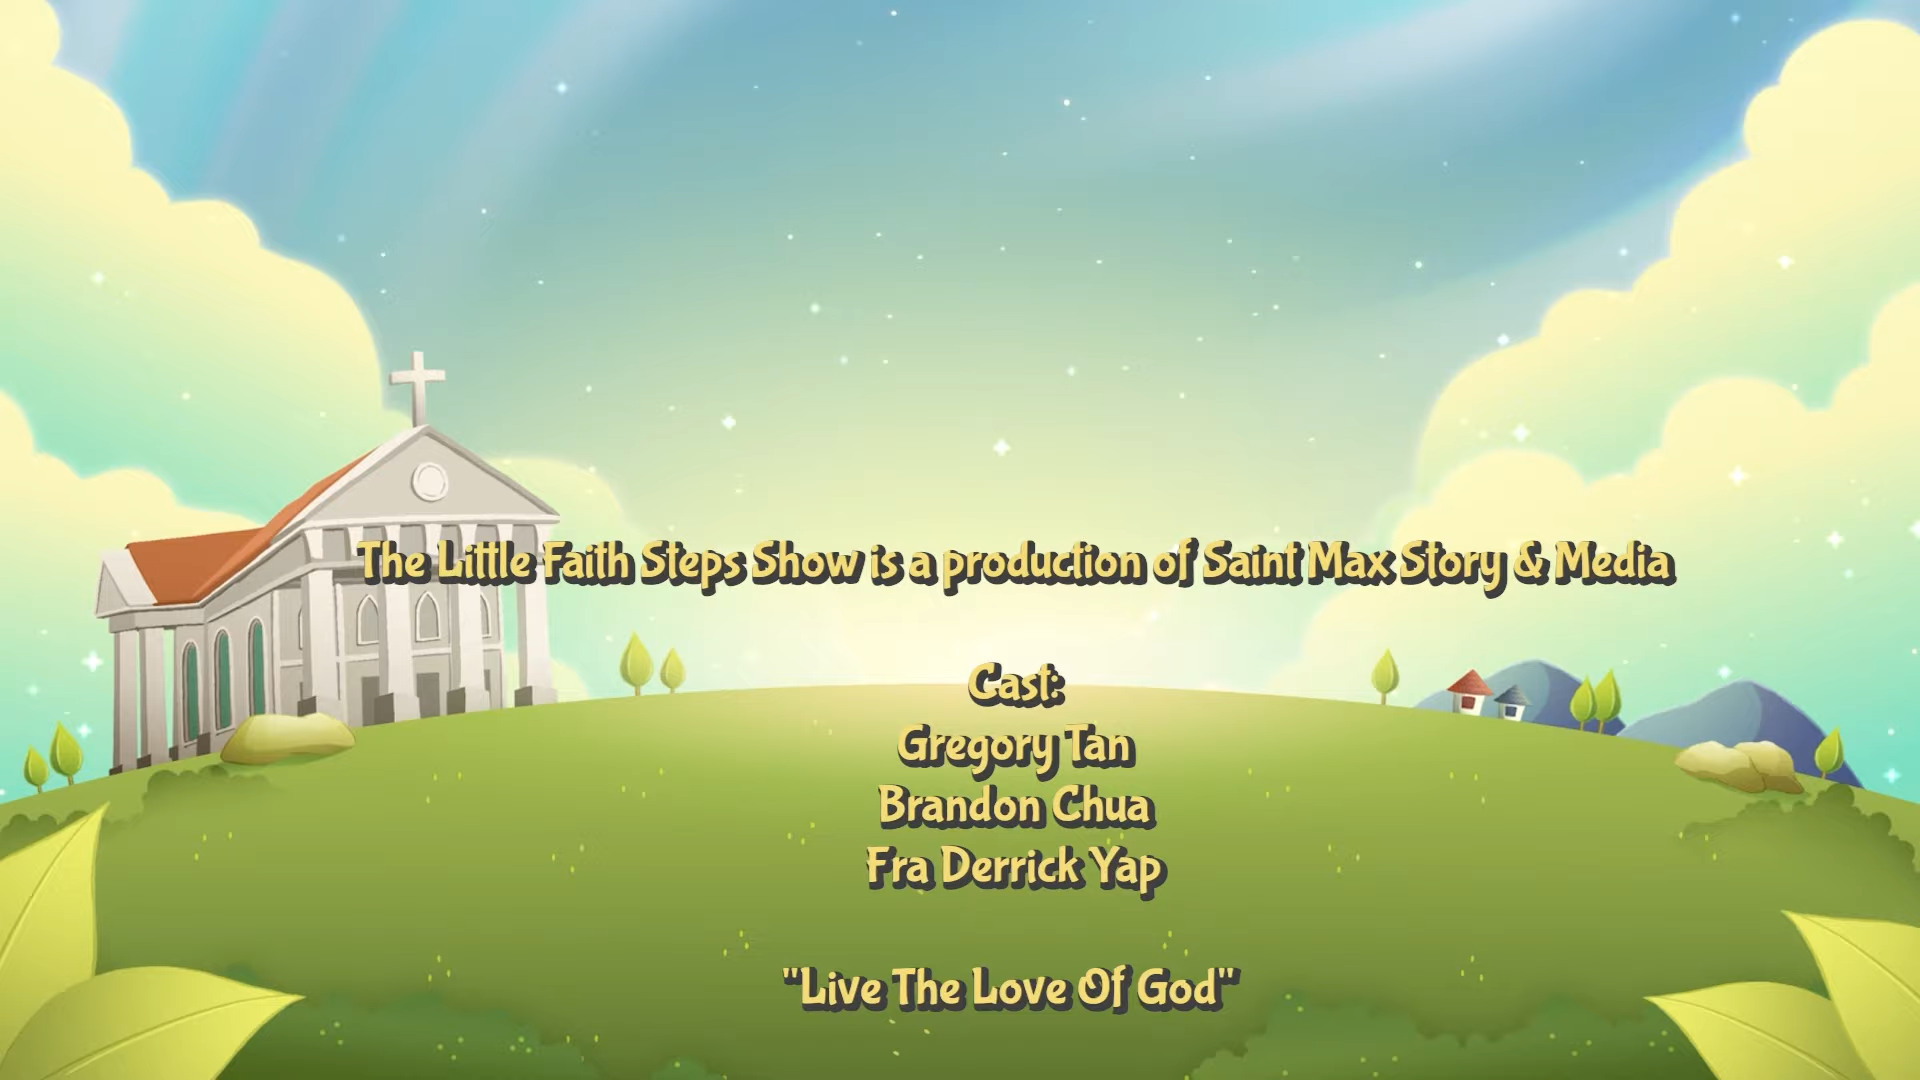 The Little Faith Steps Show is a production of Saint Max Story & Media
Cast:
Gregory Tan
Brandon Chua
Fra Derrick Yap
"Live The Love Of God"